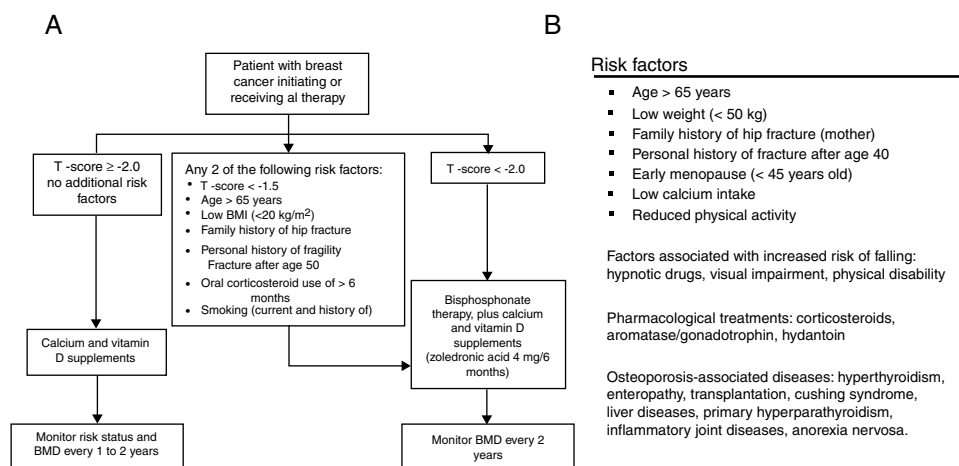 A
Patient with breast
cancer initiating or
receiving al therapy
T -score ≥ -2.0
no additional risk
factors
Any 2 of the following risk factors:
• T -score < -1.5
• Age > 65 years
• Low BMI (<20 kg/m²)
• Family history of hip fracture
• Personal history of fragility
Fracture after age 50
• Oral corticosteroid use of > 6
months
• Smoking (current and history of)
T -score < -2.0
Calcium and vitamin
D supplements
Bisphosphonate
therapy, plus calcium
and vitamin D
supplements
(zoledronic acid 4 mg/6
months)
Monitor risk status and
BMD every 1 to 2 years
Monitor BMD every 2
years
B
Risk factors
▪ Age > 65 years
▪ Low weight (< 50 kg)
▪ Family history of hip fracture (mother)
▪ Personal history of fracture after age 40
▪ Early menopause (< 45 years old)
▪ Low calcium intake
▪ Reduced physical activity
Factors associated with increased risk of falling:
hypnotic drugs, visual impairment, physical disability
Pharmacological treatments: corticosteroids,
aromatase/gonadotrophin, hydantoin
Osteoporosis-associated diseases: hyperthyroidism,
enteropathy, transplantation, cushing syndrome,
liver diseases, primary hyperparathyroidism,
inflammatory joint diseases, anorexia nervosa.